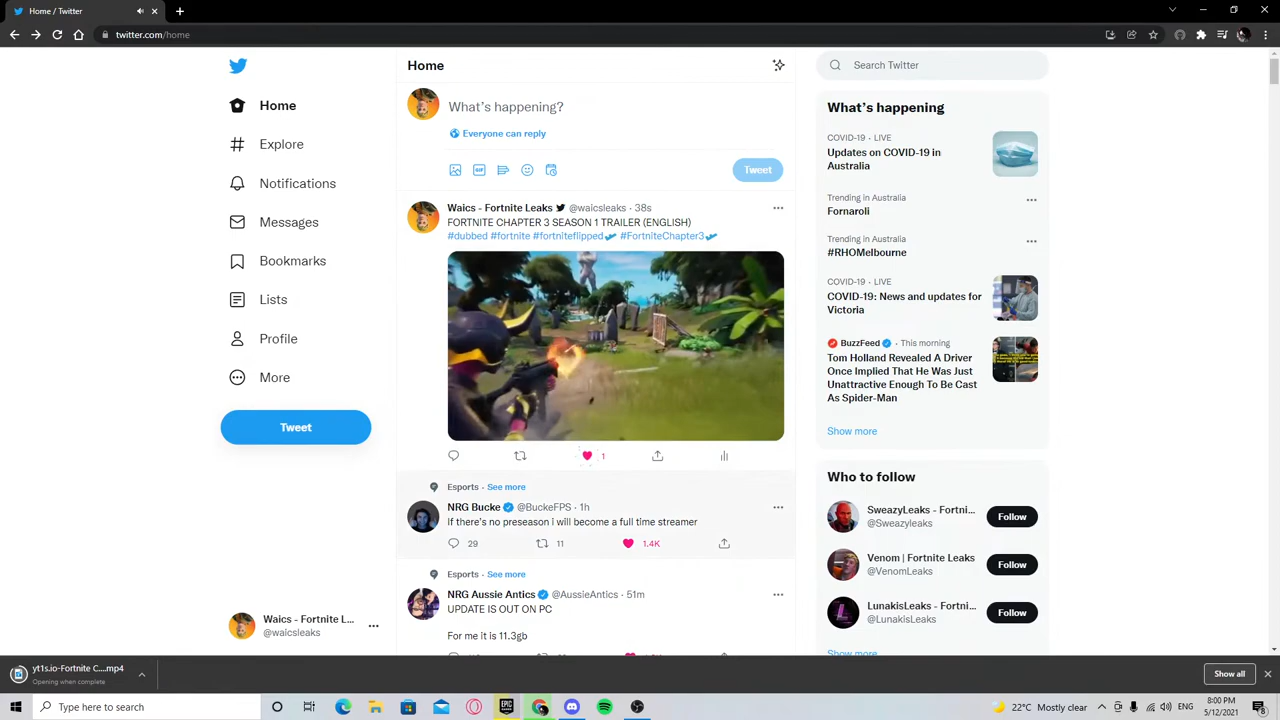 Home / Twitter
twitter.com/home
Home
Explore
Notifications
Messages
Bookmarks
Lists
Profile
More
Tweet
Waics - Fortnite L...
@waicsleaks
Home
What's happening?
Everyone can reply
GIF
Tweet
Waics - Fortnite Leaks @waicsleaks · 38s
FORTNITE CHAPTER 3 SEASON 1 TRAILER (ENGLISH)
#dubbed #fortnite #fortniteflipped #FortniteChapter3
1
Esports · See more
NRG Bucke @BuckeFPS · 1h
If there's no preseason I will become a full time streamer
29 11 1.4K
Esports · See more
NRG Aussie Antics @AussieAntics · 51m
UPDATE IS OUT ON PC
For me it is 11.3gb
Search Twitter
What's happening
COVID-19 · LIVE
Updates on COVID-19 in
Australia
Trending in Australia
Fornaroli
Trending in Australia
#RHOMelbourne
COVID-19 · LIVE
COVID-19: News and updates for
Victoria
BuzzFeed · This morning
Tom Holland Revealed A Driver
Once Implied That He Was Just
Unattractive Enough To Be Cast
As Spider-Man
Show more
Who to follow
SweazyLeaks - Fortni...
@Sweazyleaks
Follow
Venom | Fortnite Leaks
@VenomLeaks
Follow
LunakisLeaks - Fortni...
@LunakisLeaks
Follow
Show more
yt1s.io-Fortnite C....mp4
Opening when complete
Show all
Type here to search
EPIC
22°C Mostly clear
8:00 PM
5/12/2021